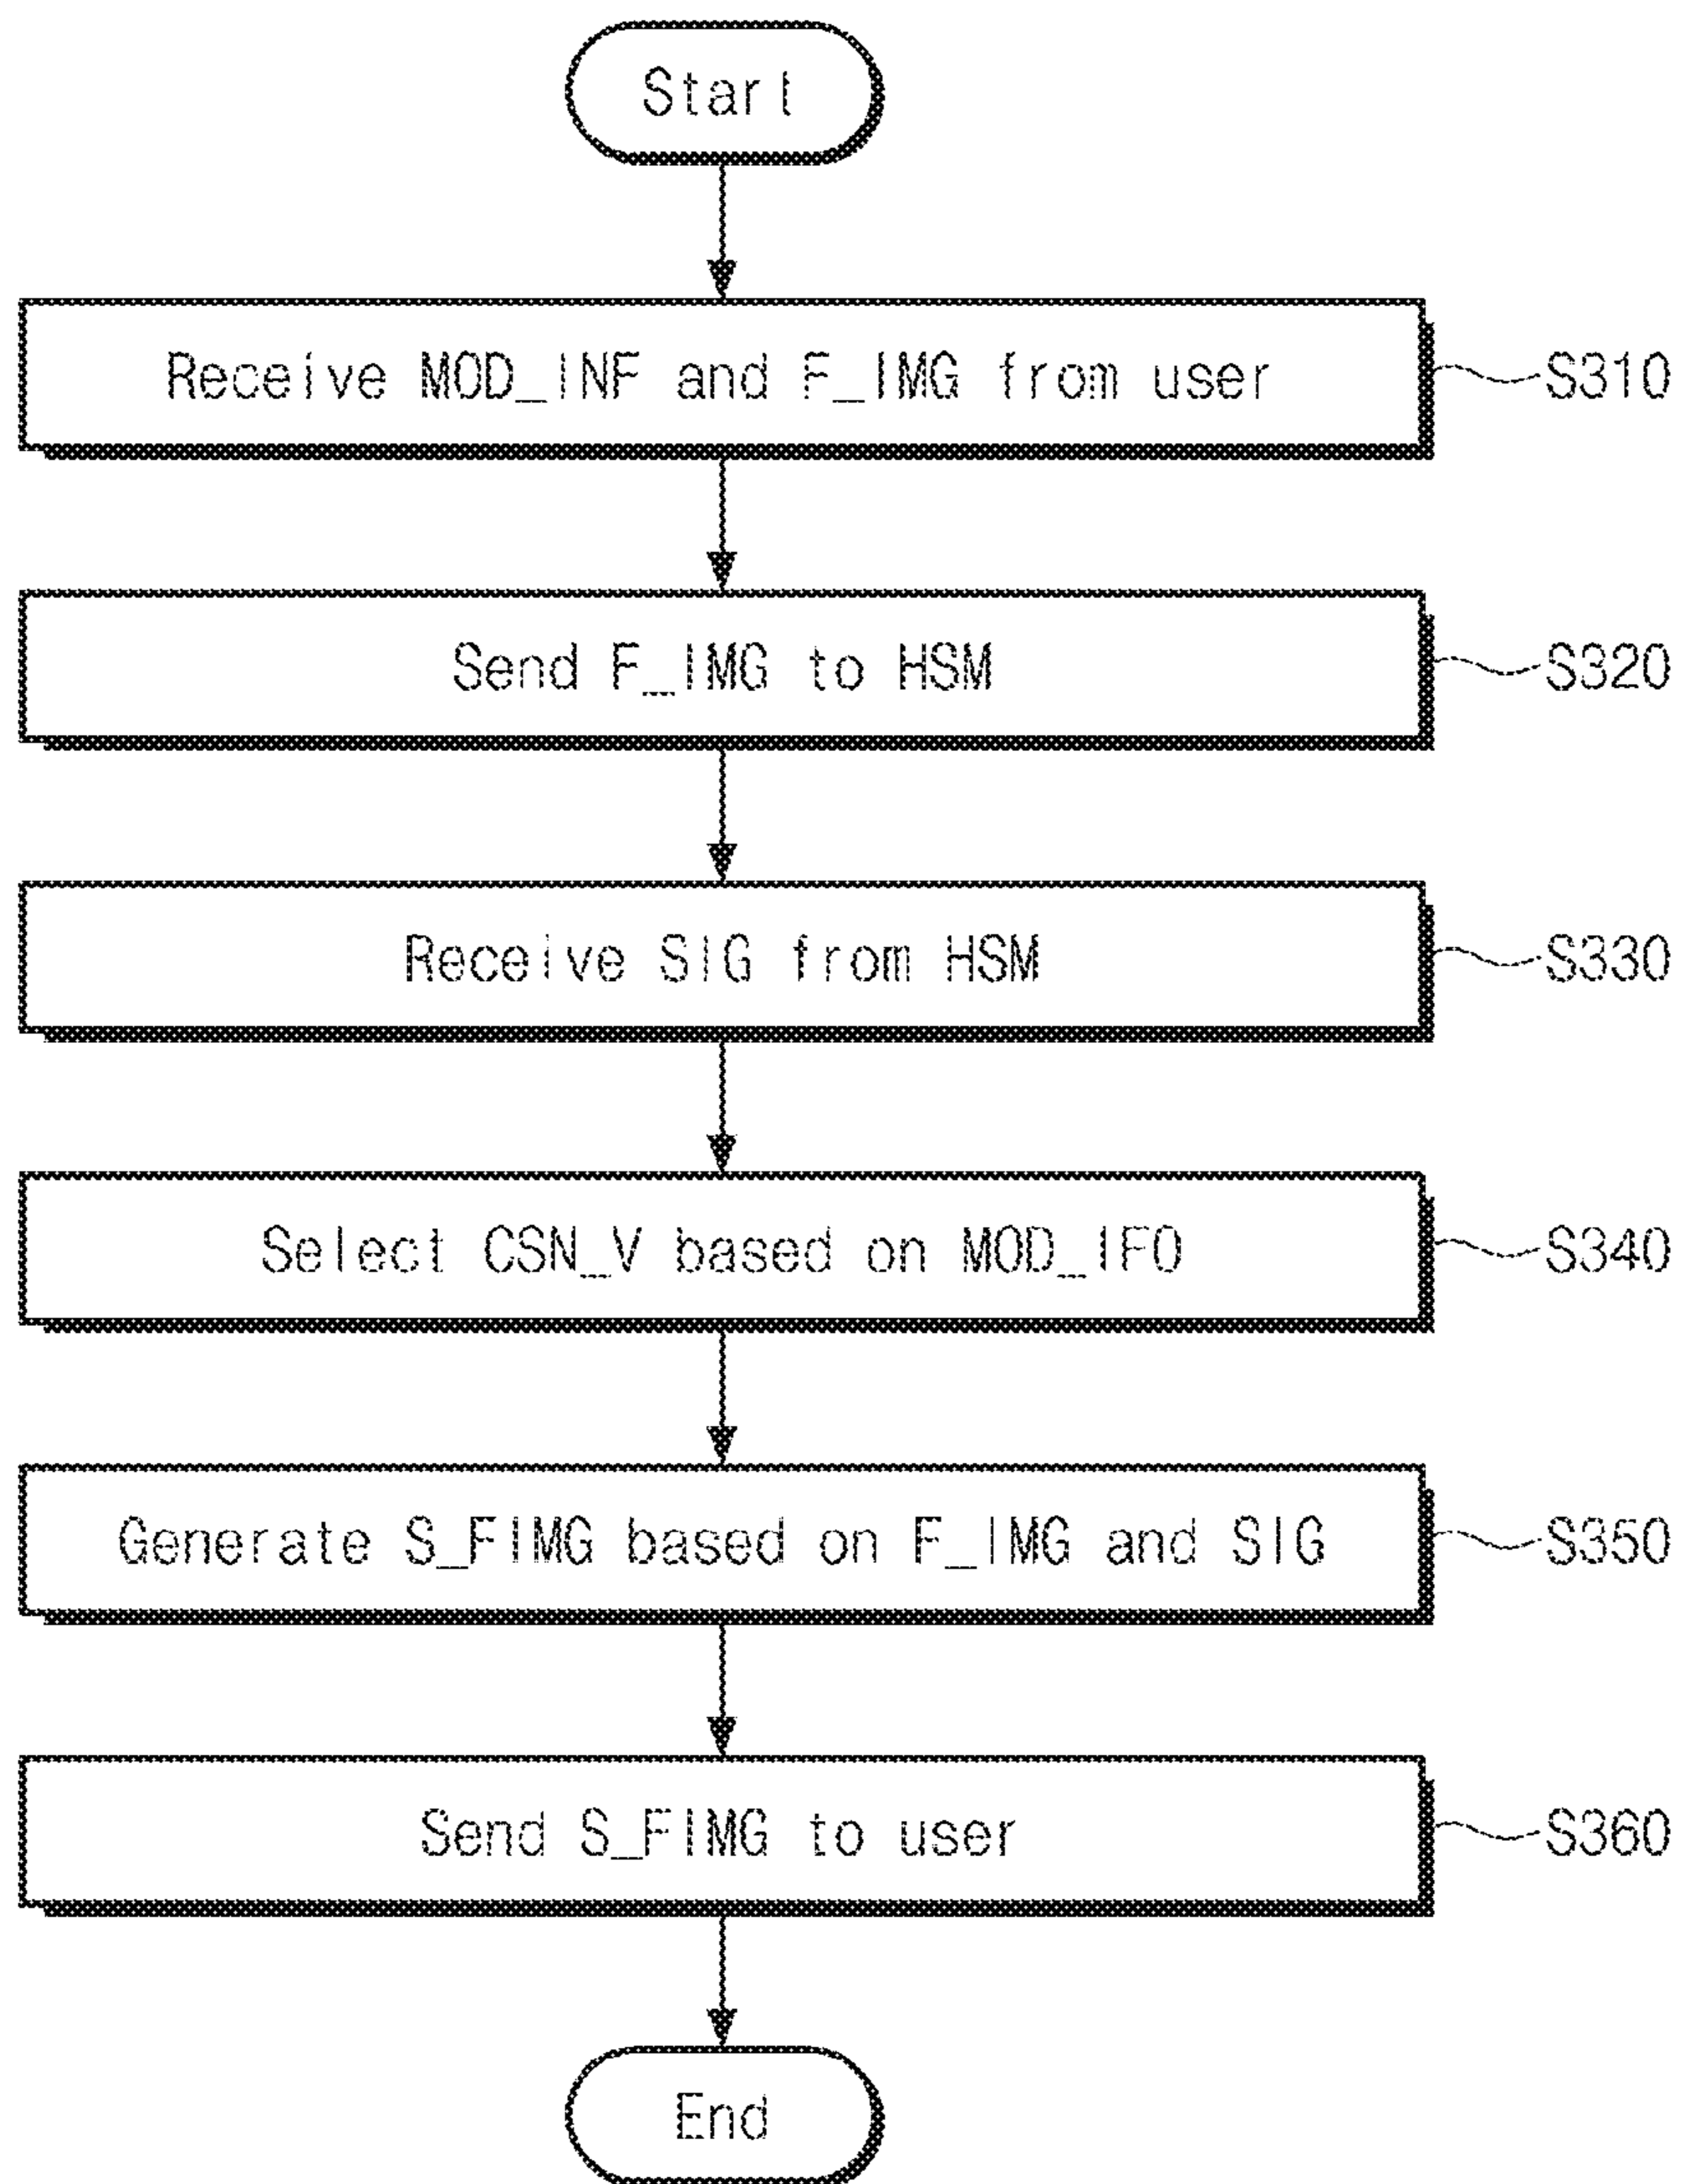 Start
Receive MOD_INF and F_IMG from user
S310
Send F_IMG to HSM
S320
Receive SIG from HSM
S330
Select CSN_V based on MOD_IFO
S340
Generate S_FIMG based on F_IMG and SIG
S350
Send S_FIMG to user
S360
End